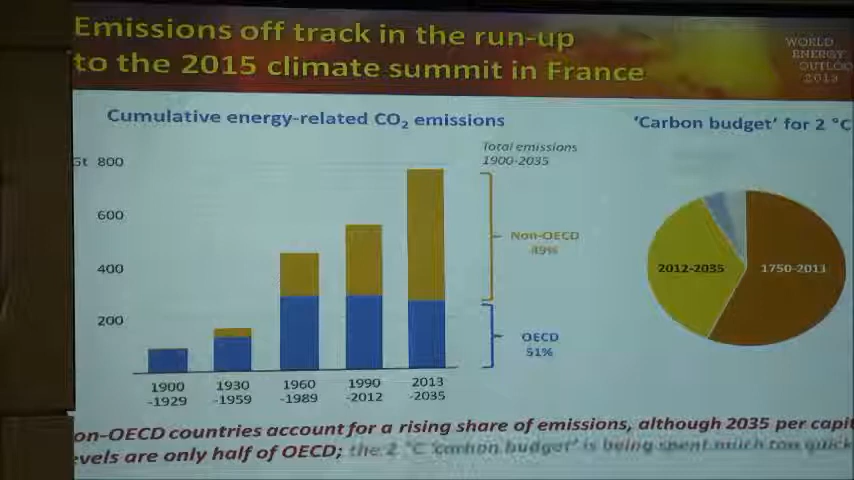 Emissions off track in the run-up
to the 2015 climate summit in France
WORLD
ENERGY
OUTLOO
2013
Cumulative energy-related CO₂ emissions
'Carbon budget' for 2 °C
Total emissions
1900-2035
Gt 800
600
400
200
Non-OECD
49%
OECD
51%
2012-2035
1750-2011
1900
-1929
1930
-1959
1960
-1989
1990
-2012
2013
-2035
on-OECD countries account for a rising share of emissions, although 2035 per capit
evels are only half of OECD; the 2 °C 'carbon budget' is being spent much too quick